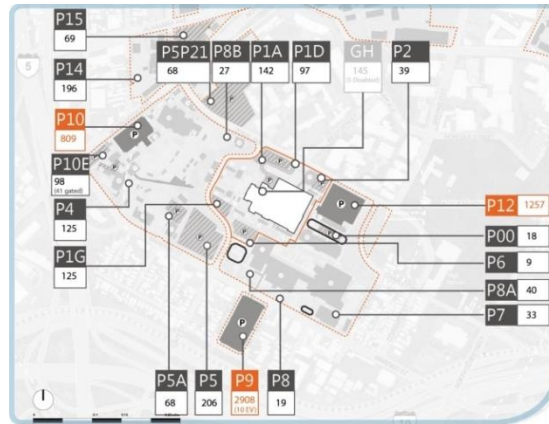 P15
69
P14
196
P10
809
P10E
98
(41 gated)
P4
125
P1G
125
P5P21
68
P8B
27
P1A
142
P1D
97
GH
145
P2
39
P12 1257
P00 18
P6 9
P8A 40
P7 33
P5A
68
P5
206
P9
2908
(10 EV)
P8
19
P
P
P
P
P
P
P
P
5